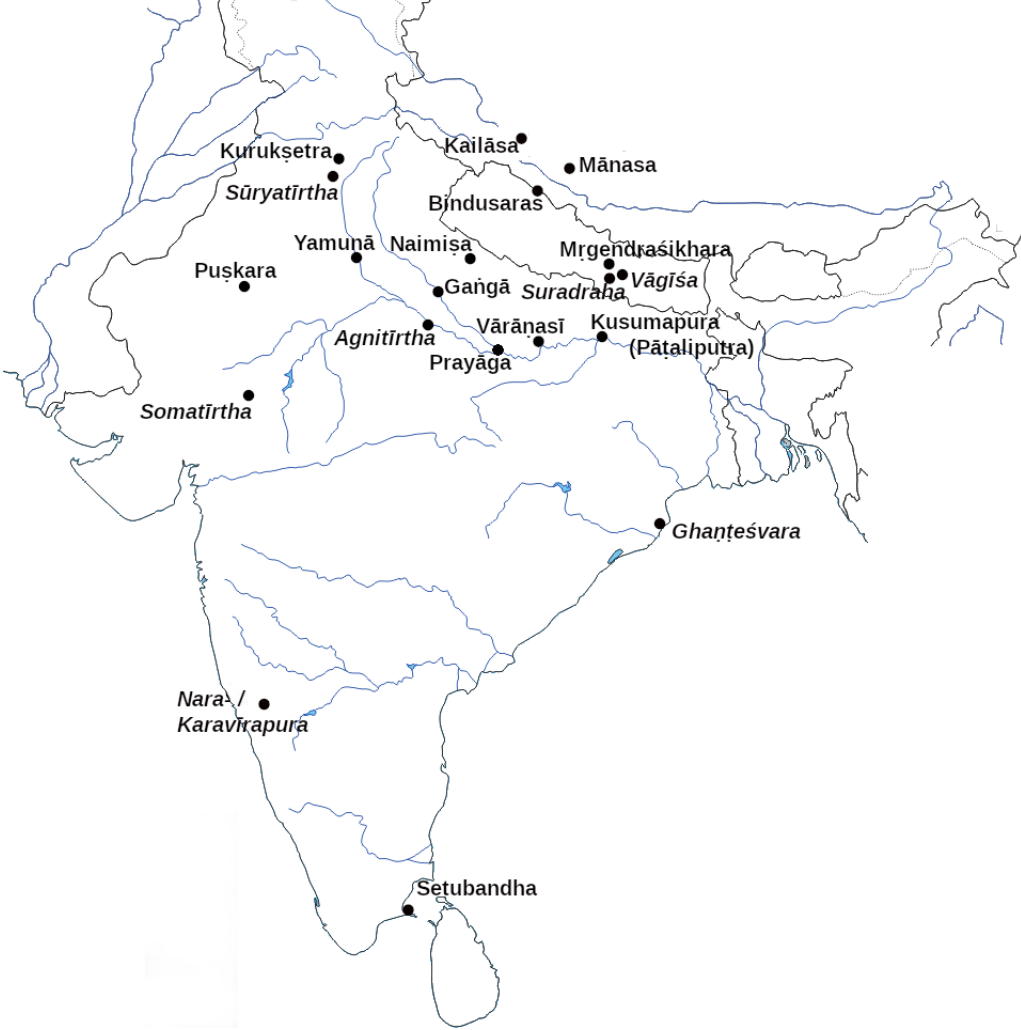 Kailāsa
Kurukṣetra
Mānasa
Sūryatīrtha
Bindusaras
Yamunā
Naimiṣa
Mṛgendraśikhara
Puṣkara
Vāgīśa
Gaṅgā
Suradraha
Kusumapura
(Pāṭaliputra)
Vārāṇasī
Agnitīrtha
Prayāga
Somatīrtha
Ghaṇṭeśvara
Nara- /
Karavīrapura
Setubandha